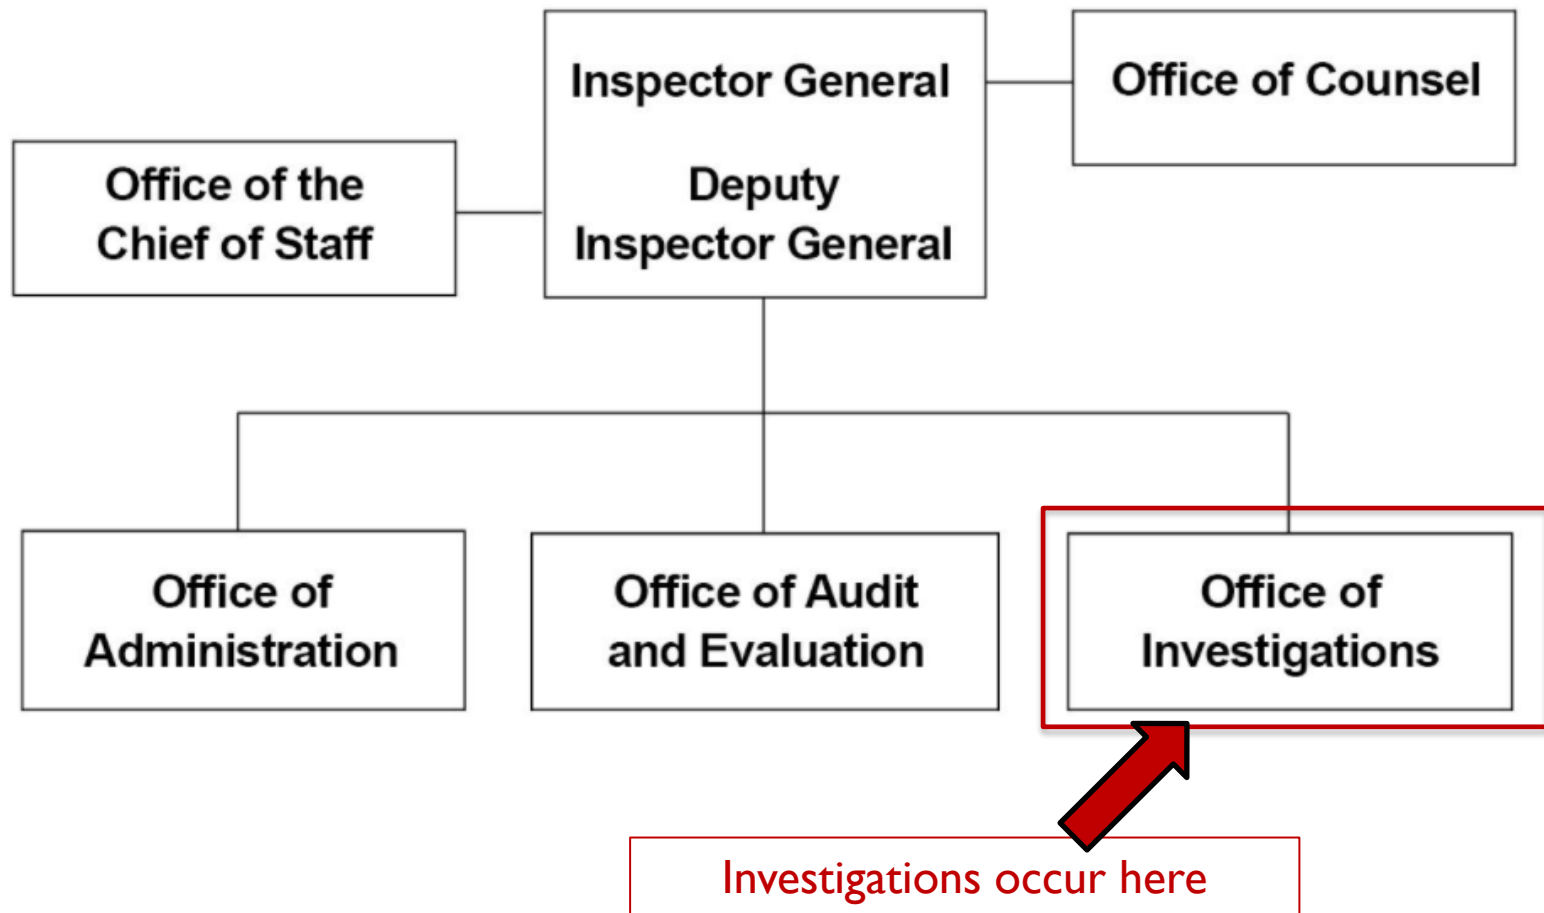 Inspector General
Deputy
Inspector General
Office of Counsel
Office of the
Chief of Staff
Office of
Administration
Office of Audit
and Evaluation
Office of
Investigations
Investigations occur here